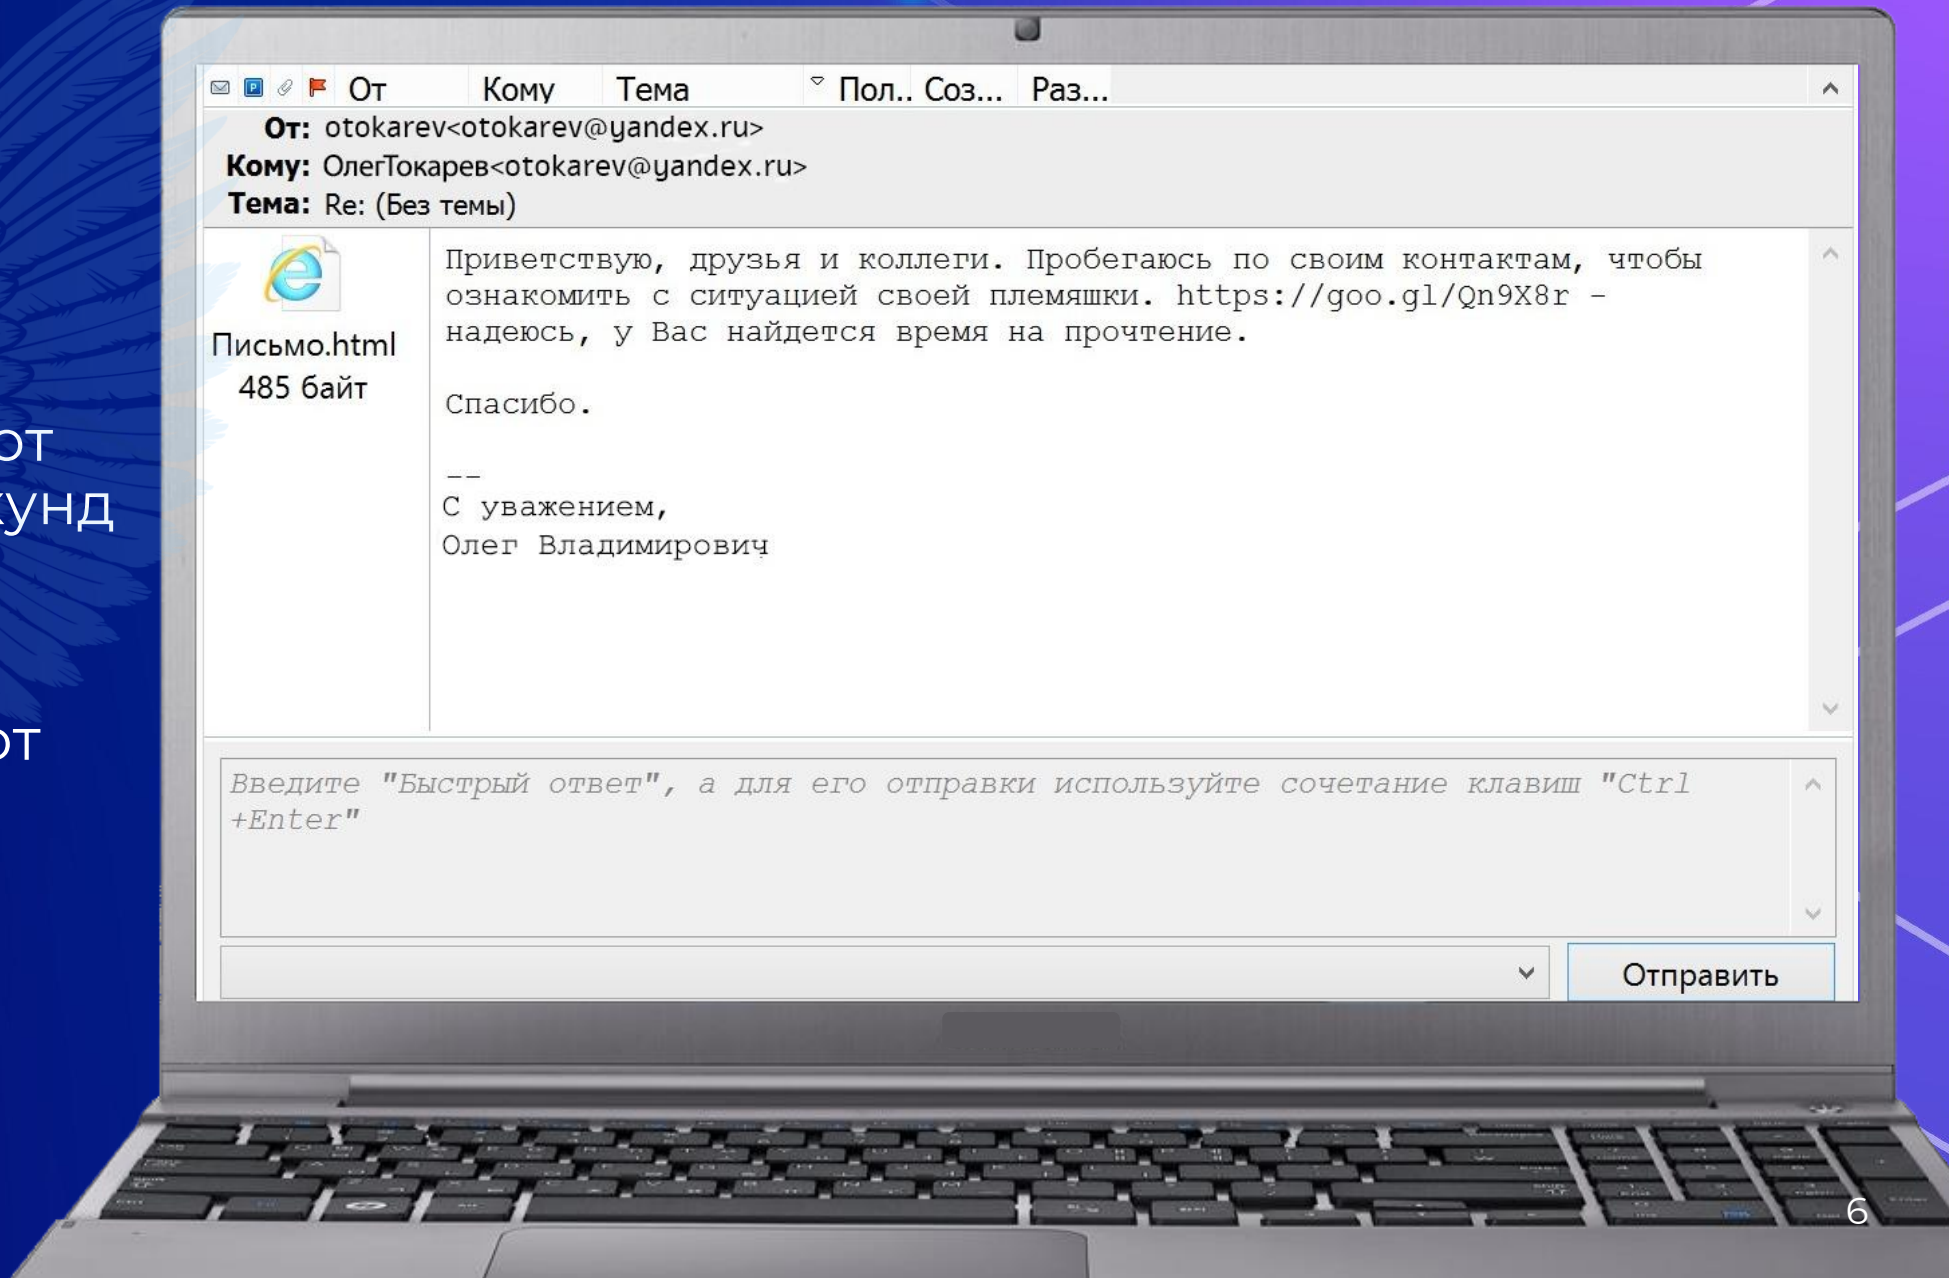 От Кому Тема Пол.. Соз... Раз...
От: otokarev<otokarev@yandex.ru>
Кому: ОлегТокарев<otokarev@yandex.ru>
Тема: Re: (Без темы)
Письмо.html
485 байт
Приветствую, друзья и коллеги. Пробегаюсь по своим контактам, чтобы
ознакомить с ситуацией своей племяшки. https://goo.gl/Qn9X8r –
надеюсь, у Вас найдется время на прочтение.
Спасибо.
--
С уважением,
Олег Владимирович
Введите "Быстрый ответ", а для его отправки используйте сочетание клавиш "Ctrl
+Enter"
Отправить
6